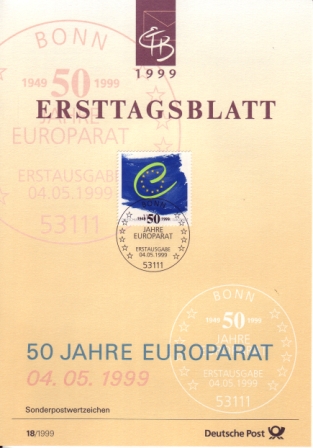 ETB
1999
ERSTTAGSBLATT
BONN
1949 50 1999
JAHRE
EUROPARAT
ERSTAUSGABE
04.05.1999
53111
BONN
1949 50 1999
JAHRE
EUROPARAT
ERSTAUSGABE
04.05.1999
53111
50 JAHRE EUROPARAT
04. 05. 1999
BONN
1949 50 1999
JAHRE
EUROPARAT
ERSTAUSGABE
04.05.1999
53111
Sonderpostwertzeichen
18/1999
Deutsche Post